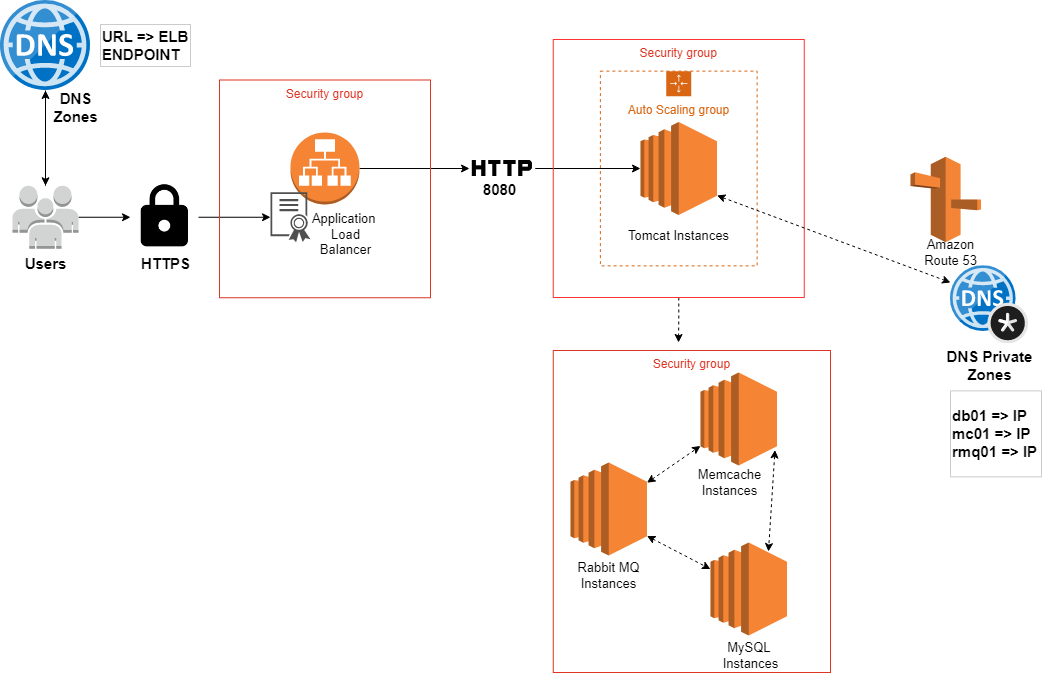 DNS
URL => ELB
ENDPOINT
DNS
Zones
Users
HTTPS
Security group
Application
Load
Balancer
HTTP
8080
Security group
Auto Scaling group
Tomcat Instances
Amazon
Route 53
DNS
DNS Private
Zones
db01 => IP
mc01 => IP
rmq01 => IP
Security group
Memcache
Instances
Rabbit MQ
Instances
MySQL
Instances